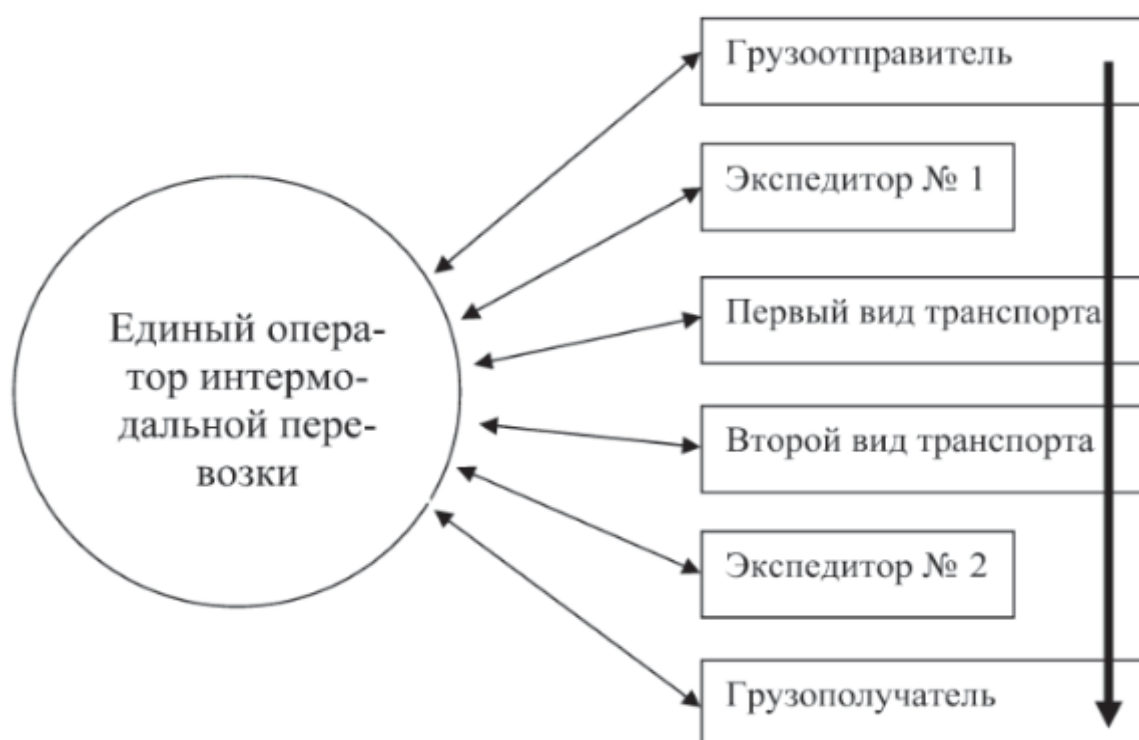 Грузоотправитель
Экспедитор № 1
Единый опера-
тор интермо-
дальной пере-
возки
Первый вид транспорта
Второй вид транспорта
Экспедитор № 2
Грузополучатель